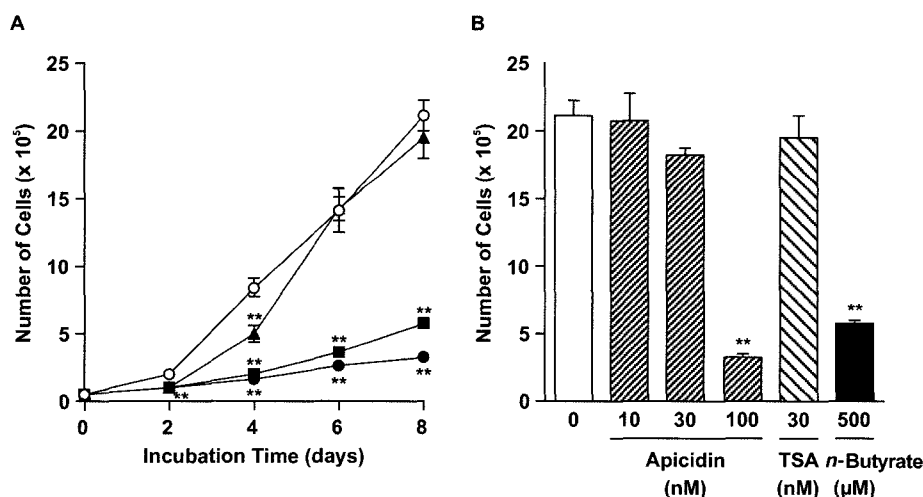 A
Number of Cells (x 10⁵)
25
20
15
10
5
0
**
**
**
**
**
**
**
**
0 2 4 6 8
Incubation Time (days)
B
Number of Cells (x 10⁵)
25
20
15
10
5
0
**
**
0 10 30 100 30 500
Apicidin TSA n-Butyrate
(nM) (nM) (µM)